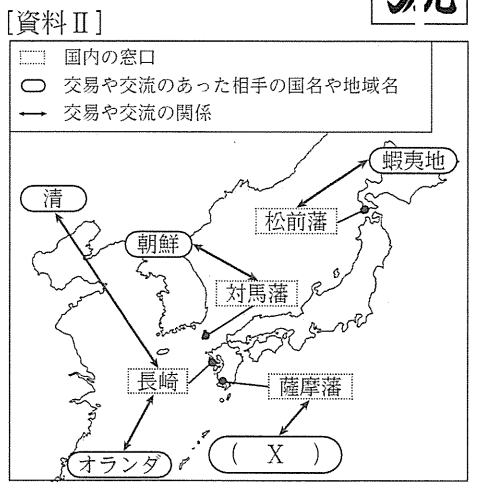 [資料Ⅱ]
国内の窓口
交易や交流のあった相手の国名や地域名
交易や交流の関係
蝦夷地
清
松前藩
朝鮮
対馬藩
長崎
薩摩藩
オランダ
( X )